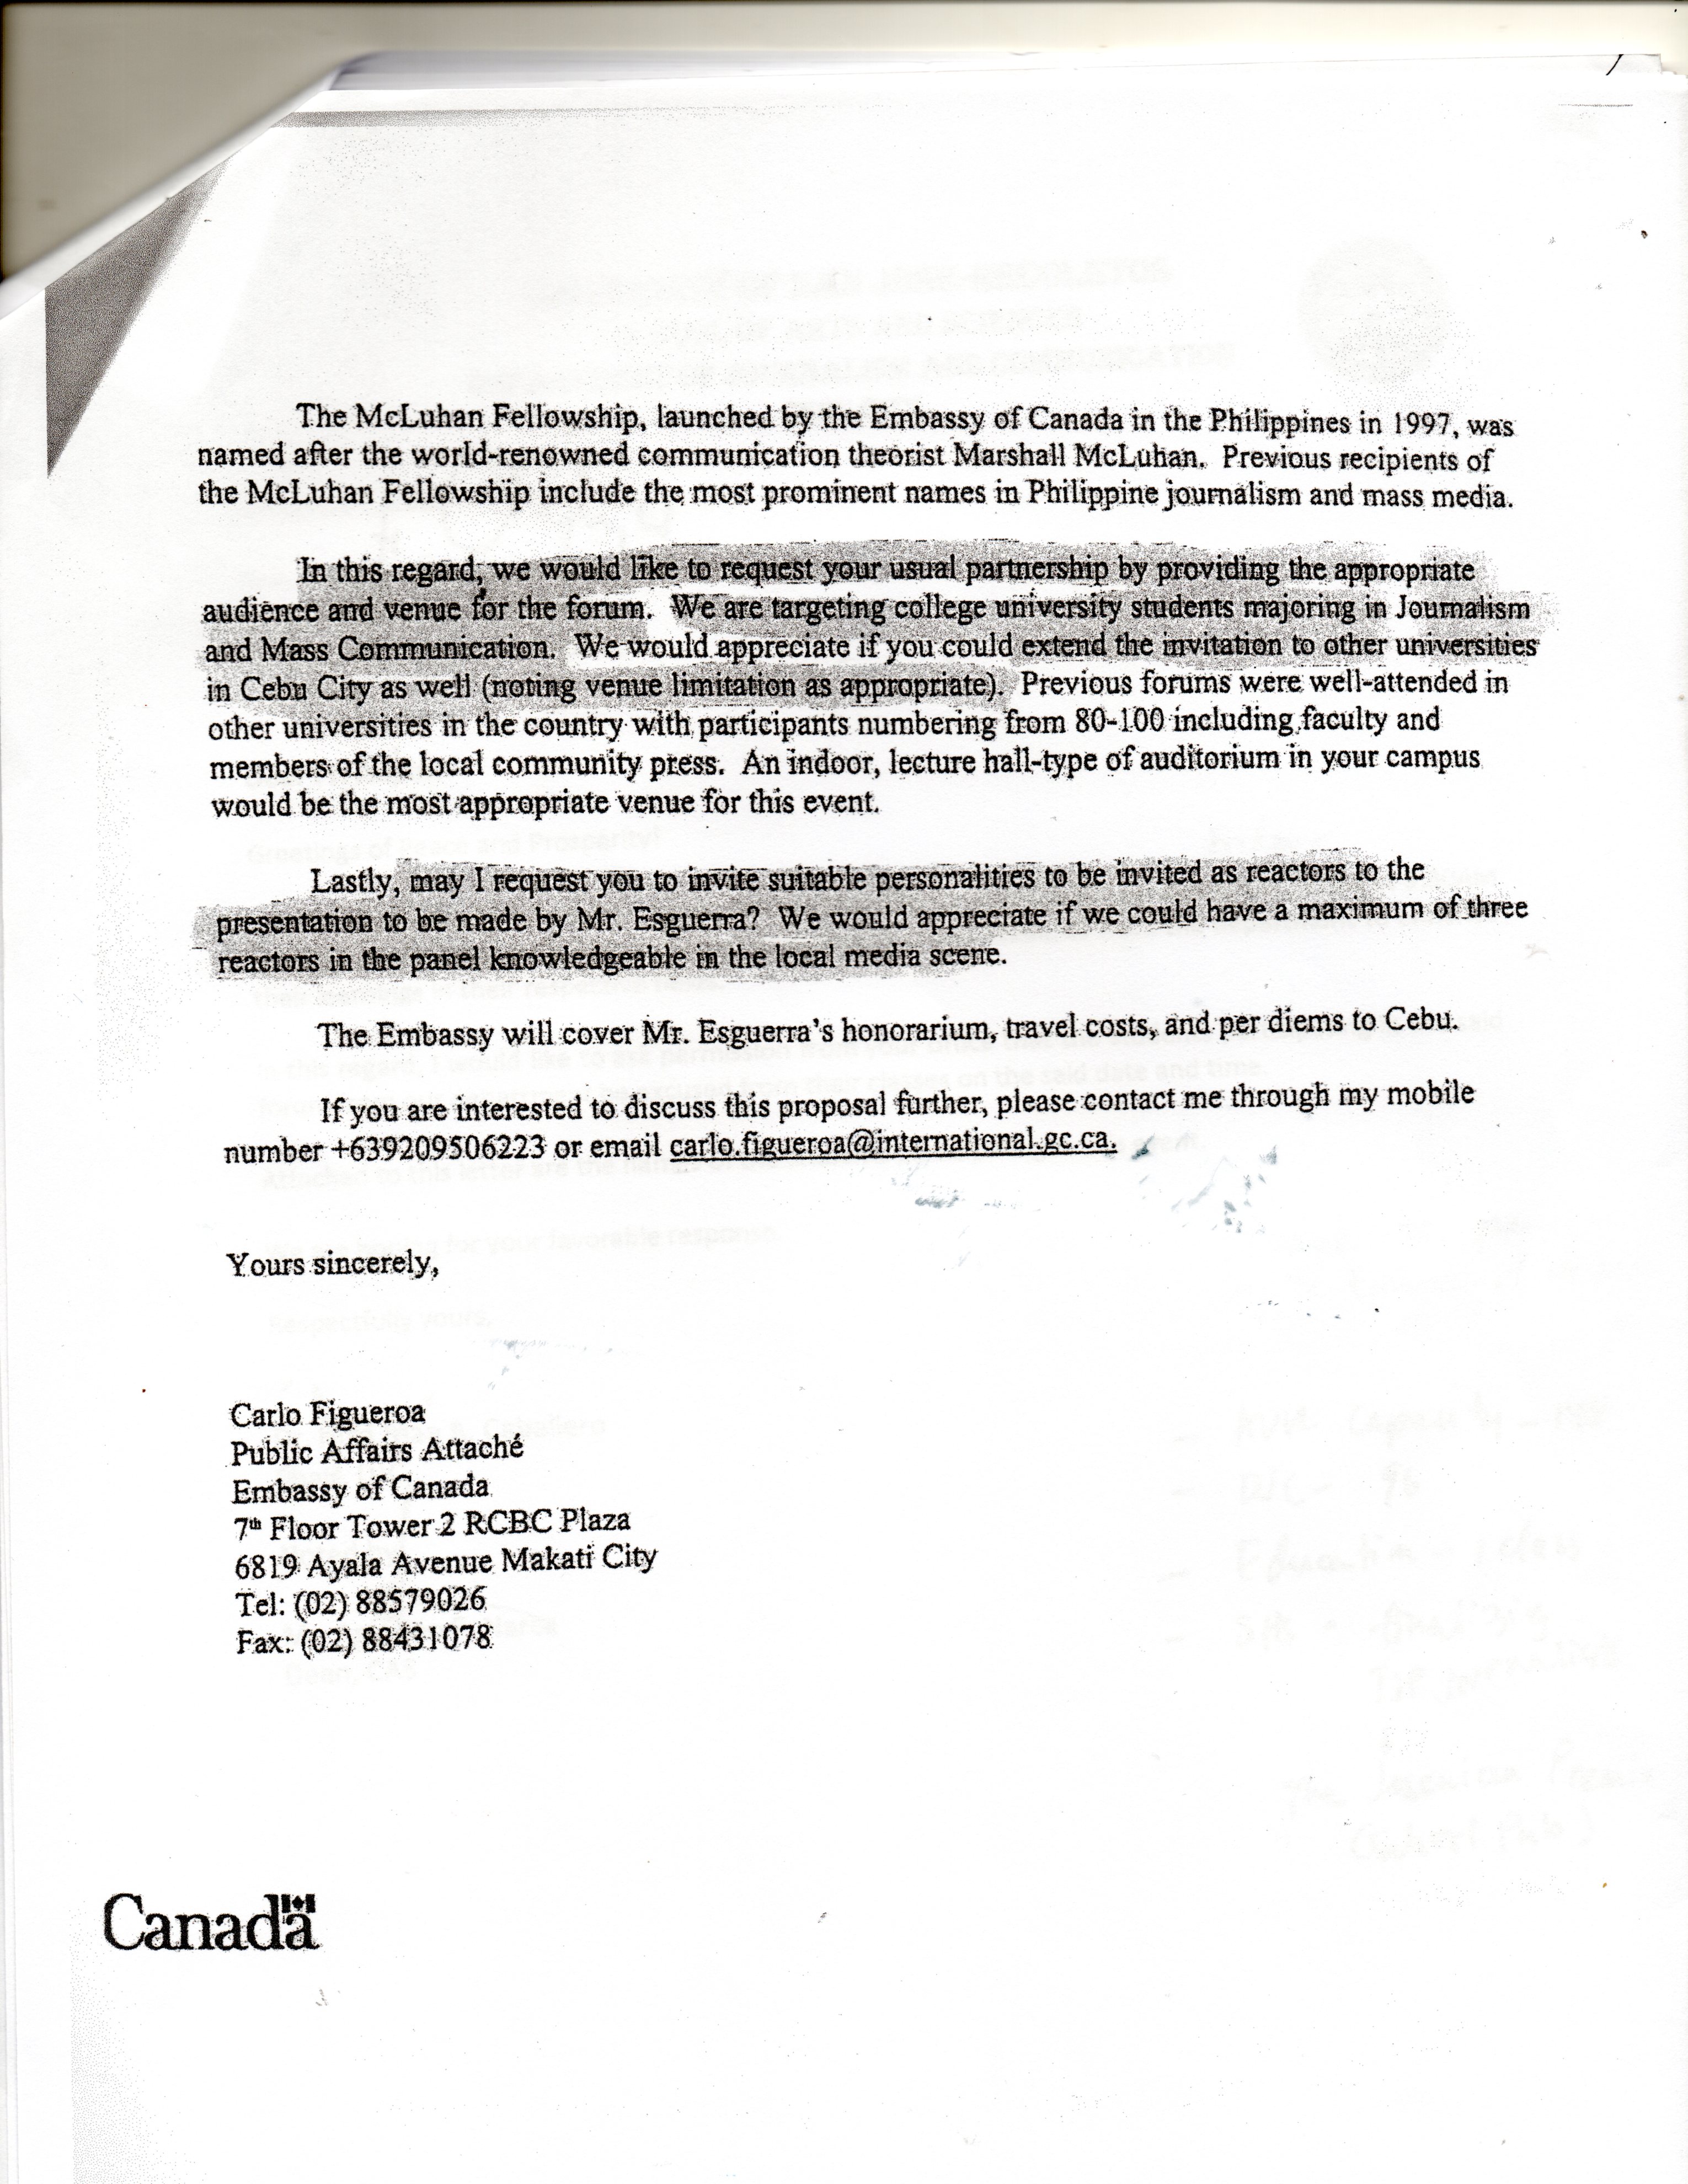 The McLuhan Fellowship, launched by the Embassy of Canada in the Philippines in 1997, was
named after the world-renowned communication theorist Marshall McLuhan. Previous recipients of
the McLuhan Fellowship include the most prominent names in Philippine journalism and mass media.
In this regard, we would like to request your usual partnership by providing the appropriate
audience and venue for the forum. We are targeting college university students majoring in Journalism
and Mass Communication. We would appreciate if you could extend the invitation to other universities
in Cebu City as well (noting venue limitation as appropriate). Previous forums were well-attended in
other universities in the country with participants numbering from 80-100 including faculty and
members of the local community press. An indoor, lecture hall-type of auditorium in your campus
would be the most appropriate venue for this event.
Lastly, may I request you to invite suitable personalities to be invited as reactors to the
presentation to be made by Mr. Esguerra? We would appreciate if we could have a maximum of three
reactors in the panel knowledgeable in the local media scene.
The Embassy will cover Mr. Esguerra's honorarium, travel costs, and per diems to Cebu.
If you are interested to discuss this proposal further, please contact me through my mobile
number +639209506223 or email carlo.figueroa@international.gc.ca.
Yours sincerely,
Carlo Figueroa
Public Affairs Attaché
Embassy of Canada
7th Floor Tower 2 RCBC Plaza
6819 Ayala Avenue Makati City
Tel: (02) 88579026
Fax: (02) 88431078
Canada